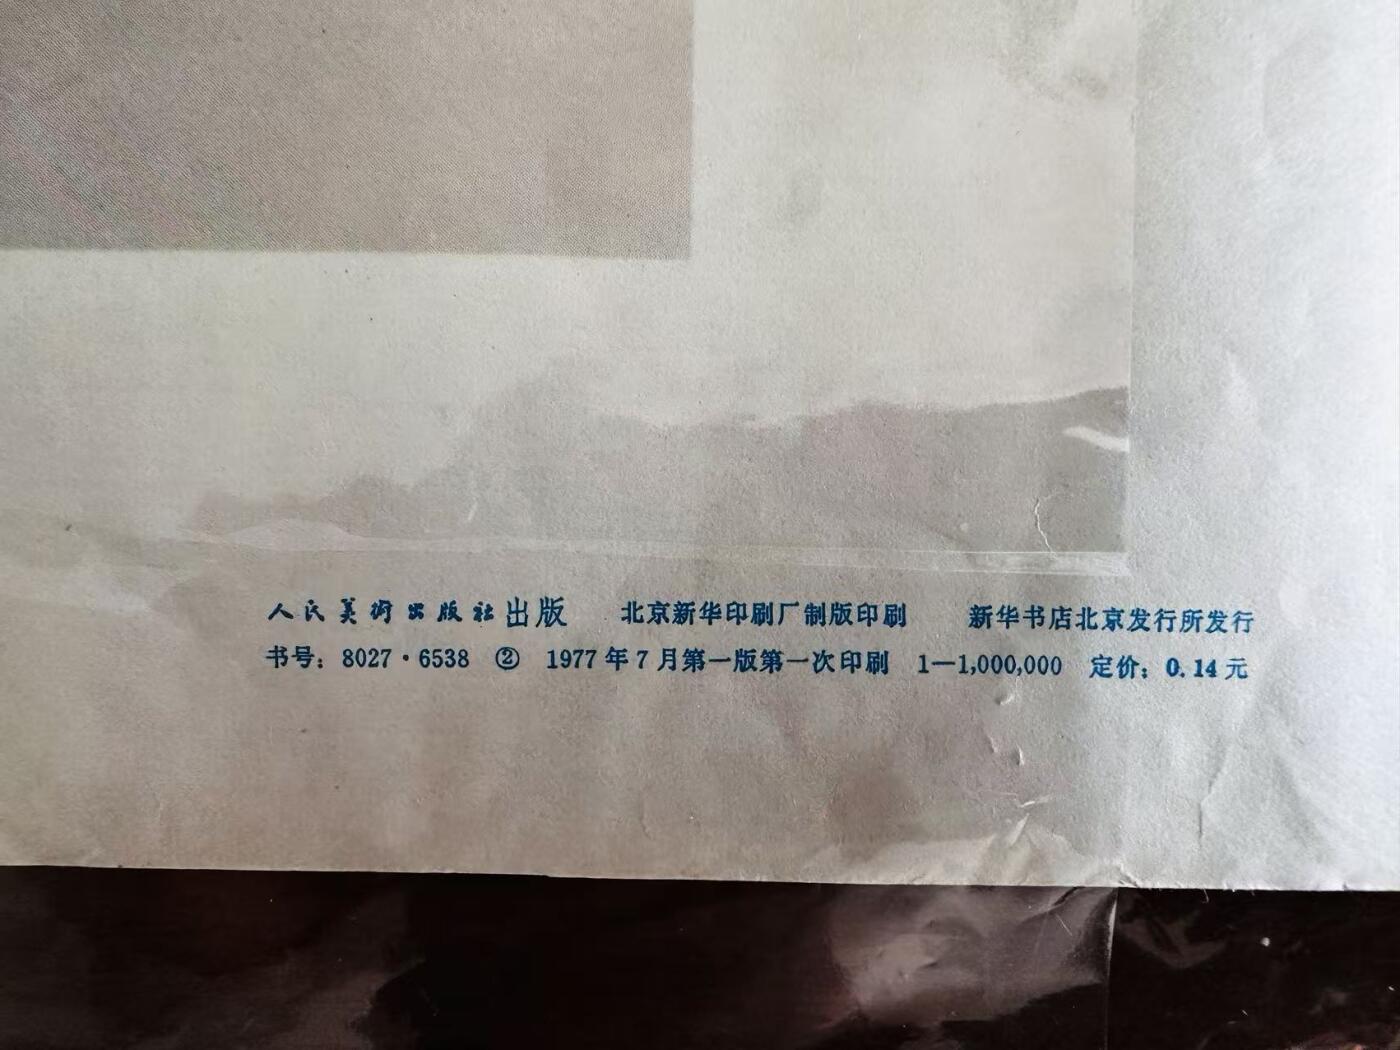 人民美術出版社出版 北京新华印刷厂制版印刷 新华书店北京发行所发行
书号：8027·6538 ② 1977年7月第一版第一次印刷 1—1,000,000 定价：0.14元